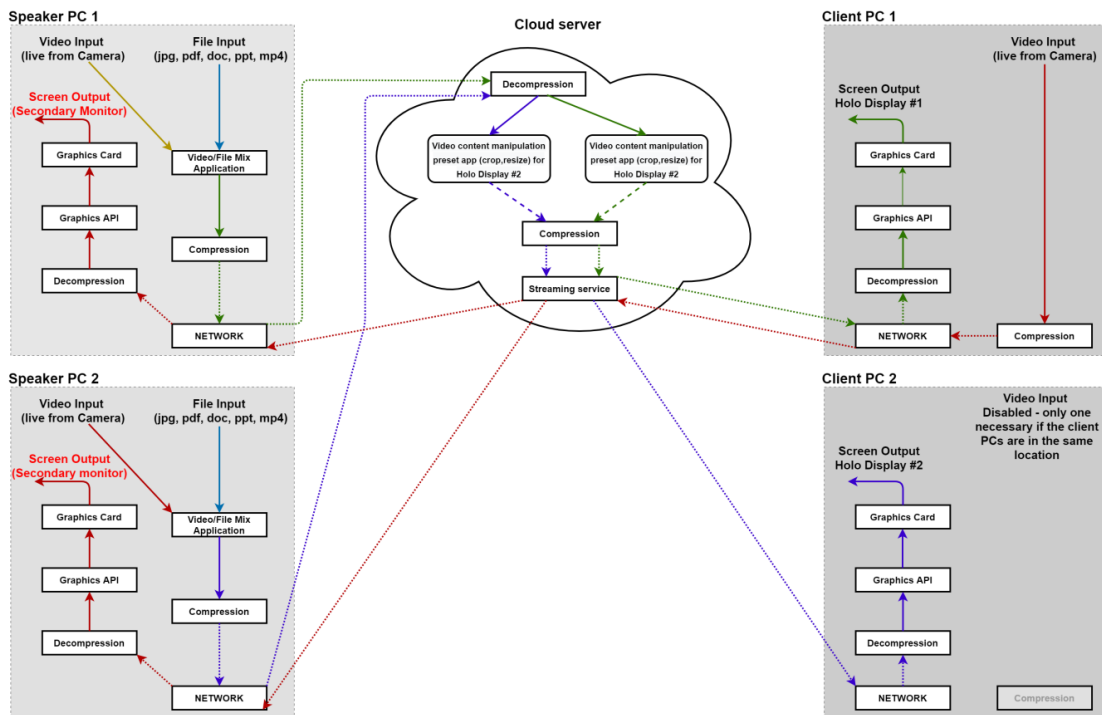 Speaker PC 1
Video Input
(live from Camera)
File Input
(jpg, pdf, doc, ppt, mp4)
Screen Output
(Secondary Monitor)
Graphics Card
Video/File Mix
Application
Graphics API
Compression
Decompression
NETWORK
Cloud server
Decompression
Video content manipulation
preset app (crop,resize) for
Holo Display #2
Video content manipulation
preset app (crop,resize) for
Holo Display #2
Compression
Streaming service
Client PC 1
Video Input
(live from Camera)
Screen Output
Holo Display #1
Graphics Card
Graphics API
Decompression
NETWORK
Compression
Speaker PC 2
Video Input
(live from Camera)
File Input
(jpg, pdf, doc, ppt, mp4)
Screen Output
(Secondary monitor)
Graphics Card
Video/File Mix
Application
Graphics API
Compression
Decompression
NETWORK
Client PC 2
Video Input
Disabled - only one
necessary if the client
PCs are in the same
location
Screen Output
Holo Display #2
Graphics Card
Graphics API
Decompression
NETWORK
Compression